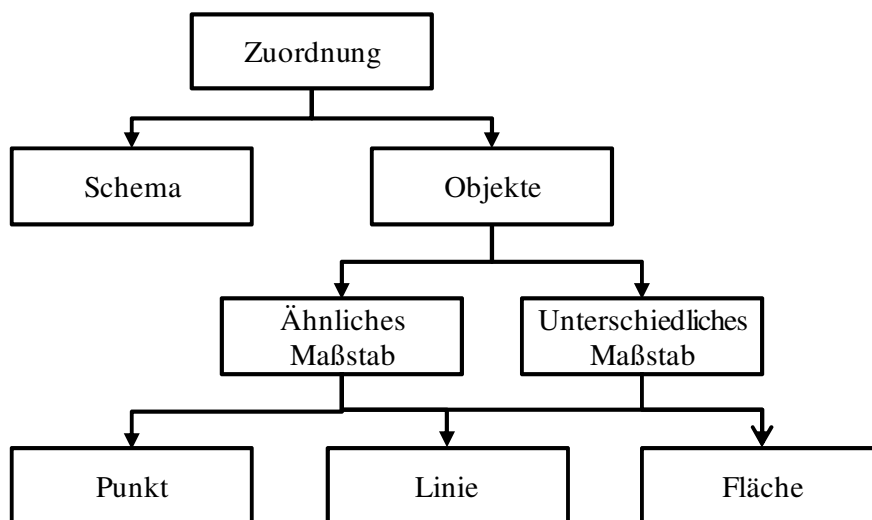 Zuordnung
Schema
Objekte
Ähnliches
Maßstab
Unterschiedliches
Maßstab
Punkt
Linie
Fläche